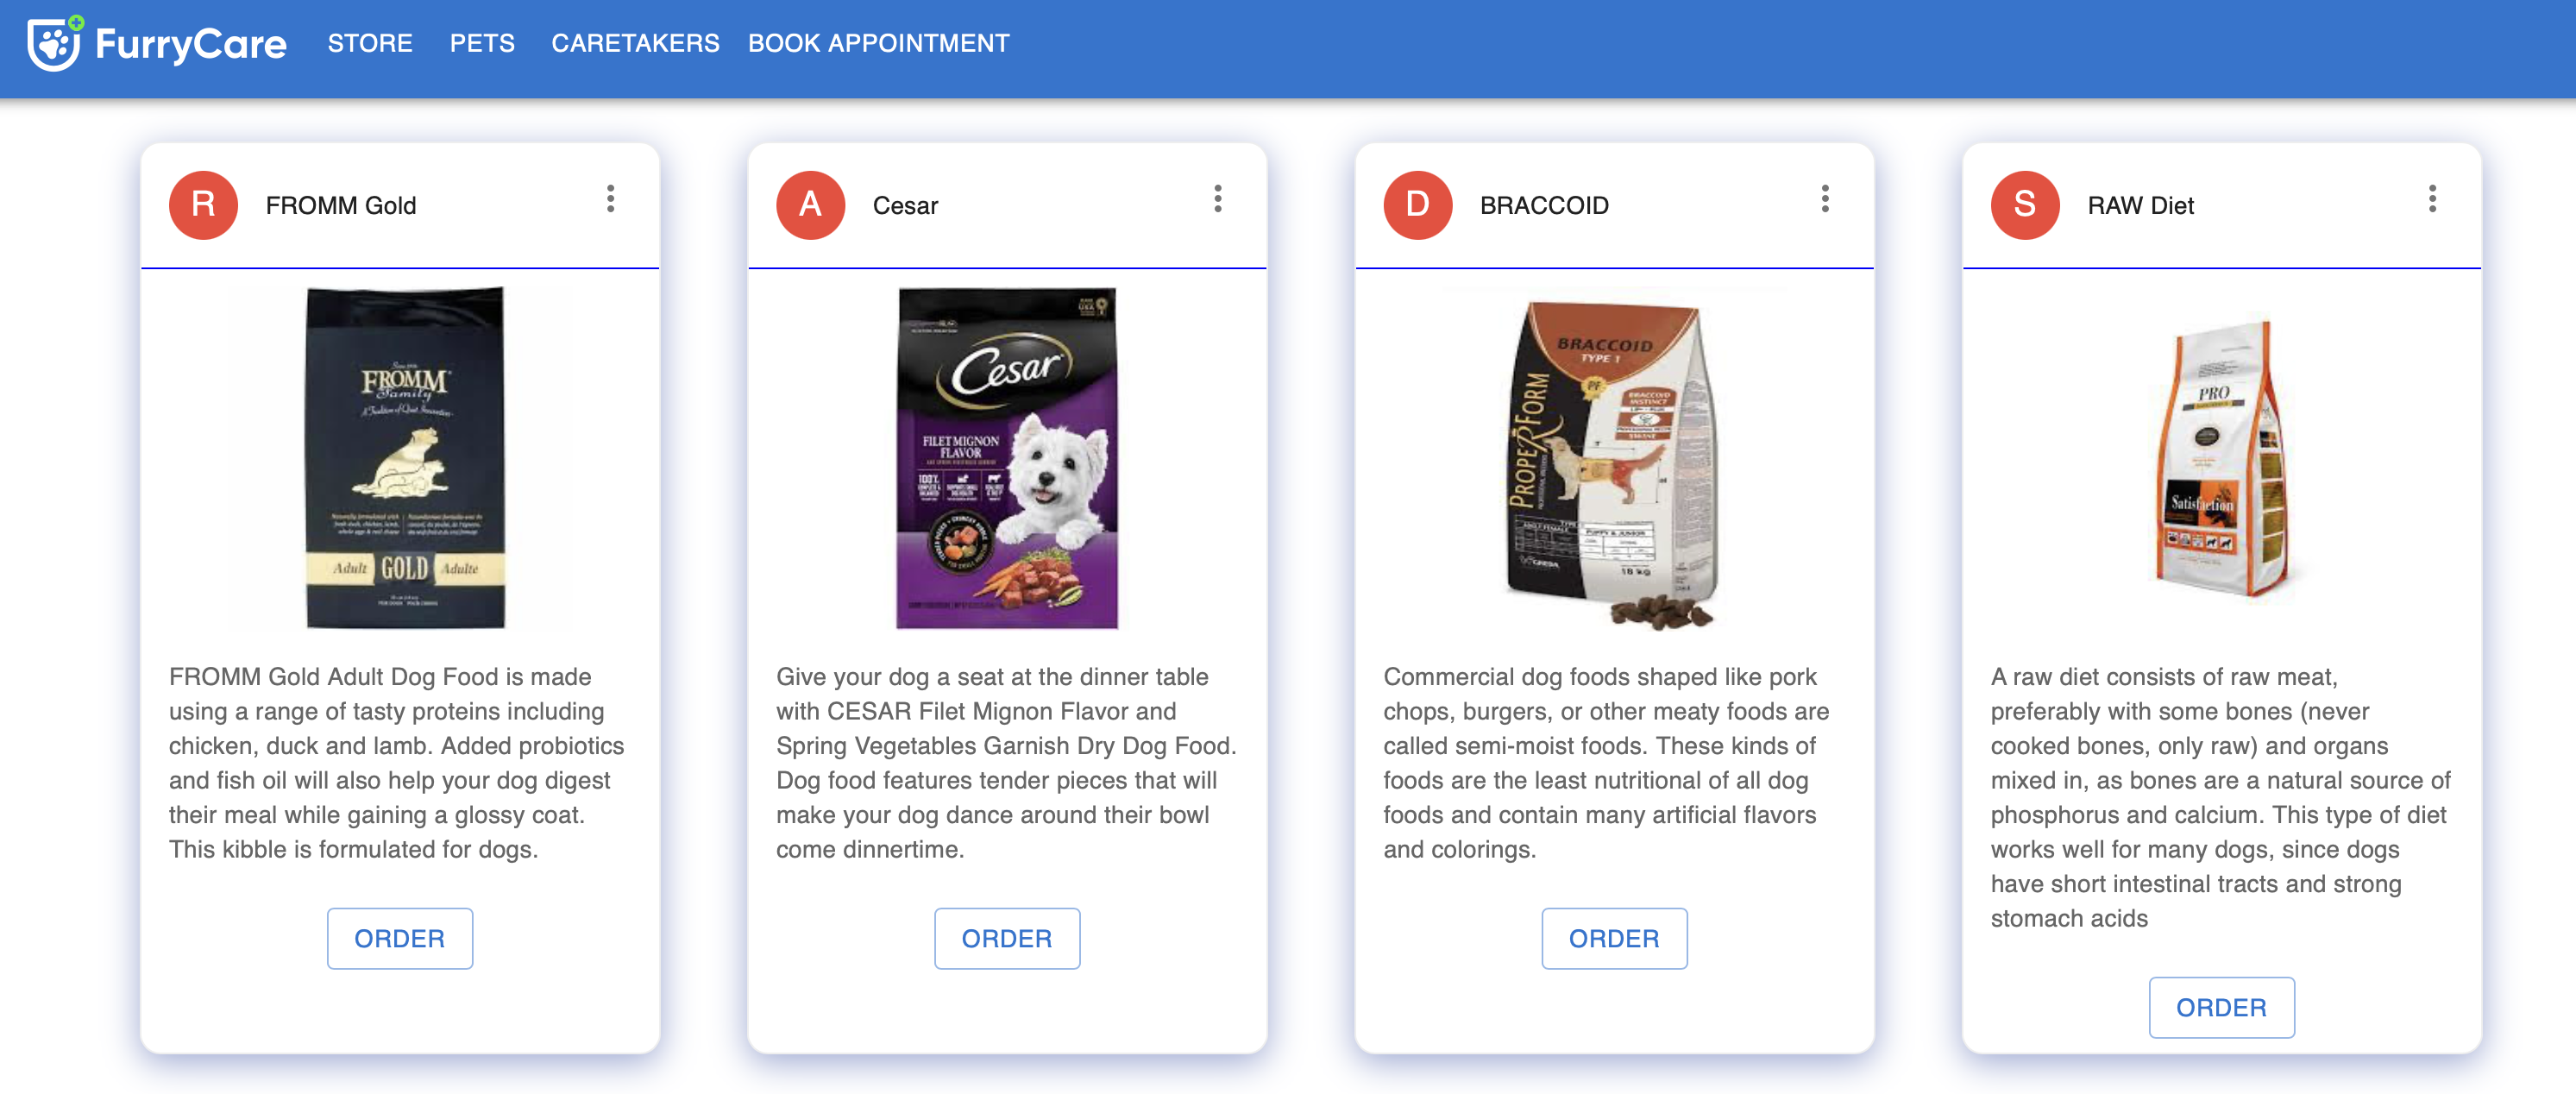 FurryCare STORE PETS CARETAKERS BOOK APPOINTMENT
R FROMM Gold
FROMM
Family
Adult GOLD Adulte
FROMM Gold Adult Dog Food is made
using a range of tasty proteins including
chicken, duck and lamb. Added probiotics
and fish oil will also help your dog digest
their meal while gaining a glossy coat.
This kibble is formulated for dogs.
ORDER
A Cesar
Cesar
FILET MIGNON
FLAVOR
Give your dog a seat at the dinner table
with CESAR Filet Mignon Flavor and
Spring Vegetables Garnish Dry Dog Food.
Dog food features tender pieces that will
make your dog dance around their bowl
come dinnertime.
ORDER
D BRACCOID
BRACCOID
TYPE 1
PF
PROPER FORM
BRACCOID
INSTINCT
PUPPY & JUNIOR
18 kg
Commercial dog foods shaped like pork
chops, burgers, or other meaty foods are
called semi-moist foods. These kinds of
foods are the least nutritional of all dog
foods and contain many artificial flavors
and colorings.
ORDER
S RAW Diet
PRO
Satisfaction
A raw diet consists of raw meat,
preferably with some bones (never
cooked bones, only raw) and organs
mixed in, as bones are a natural source of
phosphorus and calcium. This type of diet
works well for many dogs, since dogs
have short intestinal tracts and strong
stomach acids
ORDER